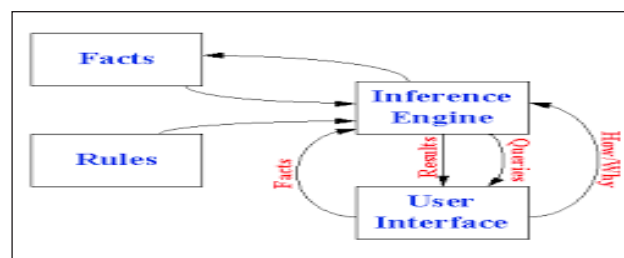 Facts
Inference
Engine
Rules
Facts
Results
Queries
How/Why
User
Interface